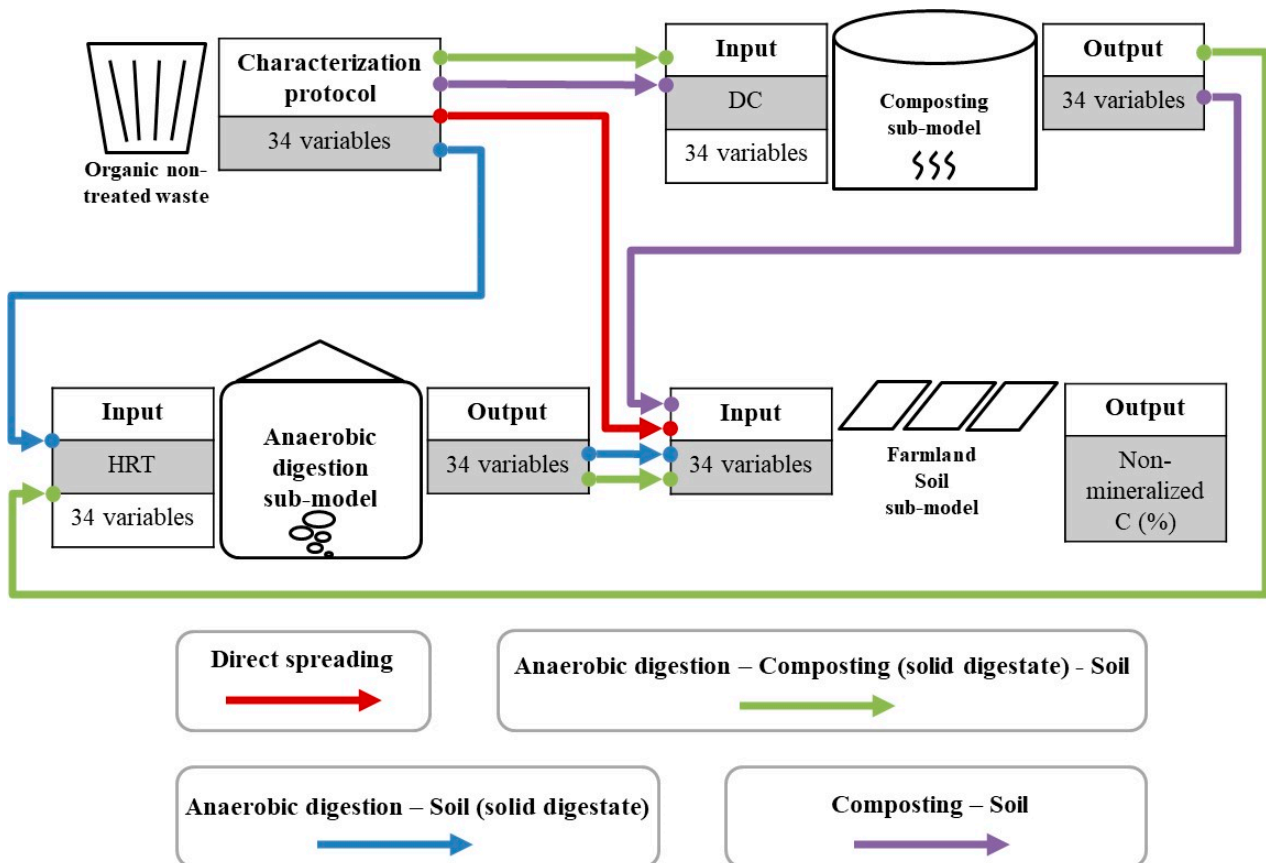 Organic non-
treated waste
Characterization
protocol
34 variables
Input
DC
34 variables
Composting
sub-model
Output
34 variables
Input
HRT
34 variables
Anaerobic
digestion
sub-model
Output
34 variables
Input
34 variables
Farmland
Soil
sub-model
Output
Non-
mineralized
C (%)
Direct spreading
Anaerobic digestion – Composting (solid digestate) - Soil
Anaerobic digestion – Soil (solid digestate)
Composting – Soil